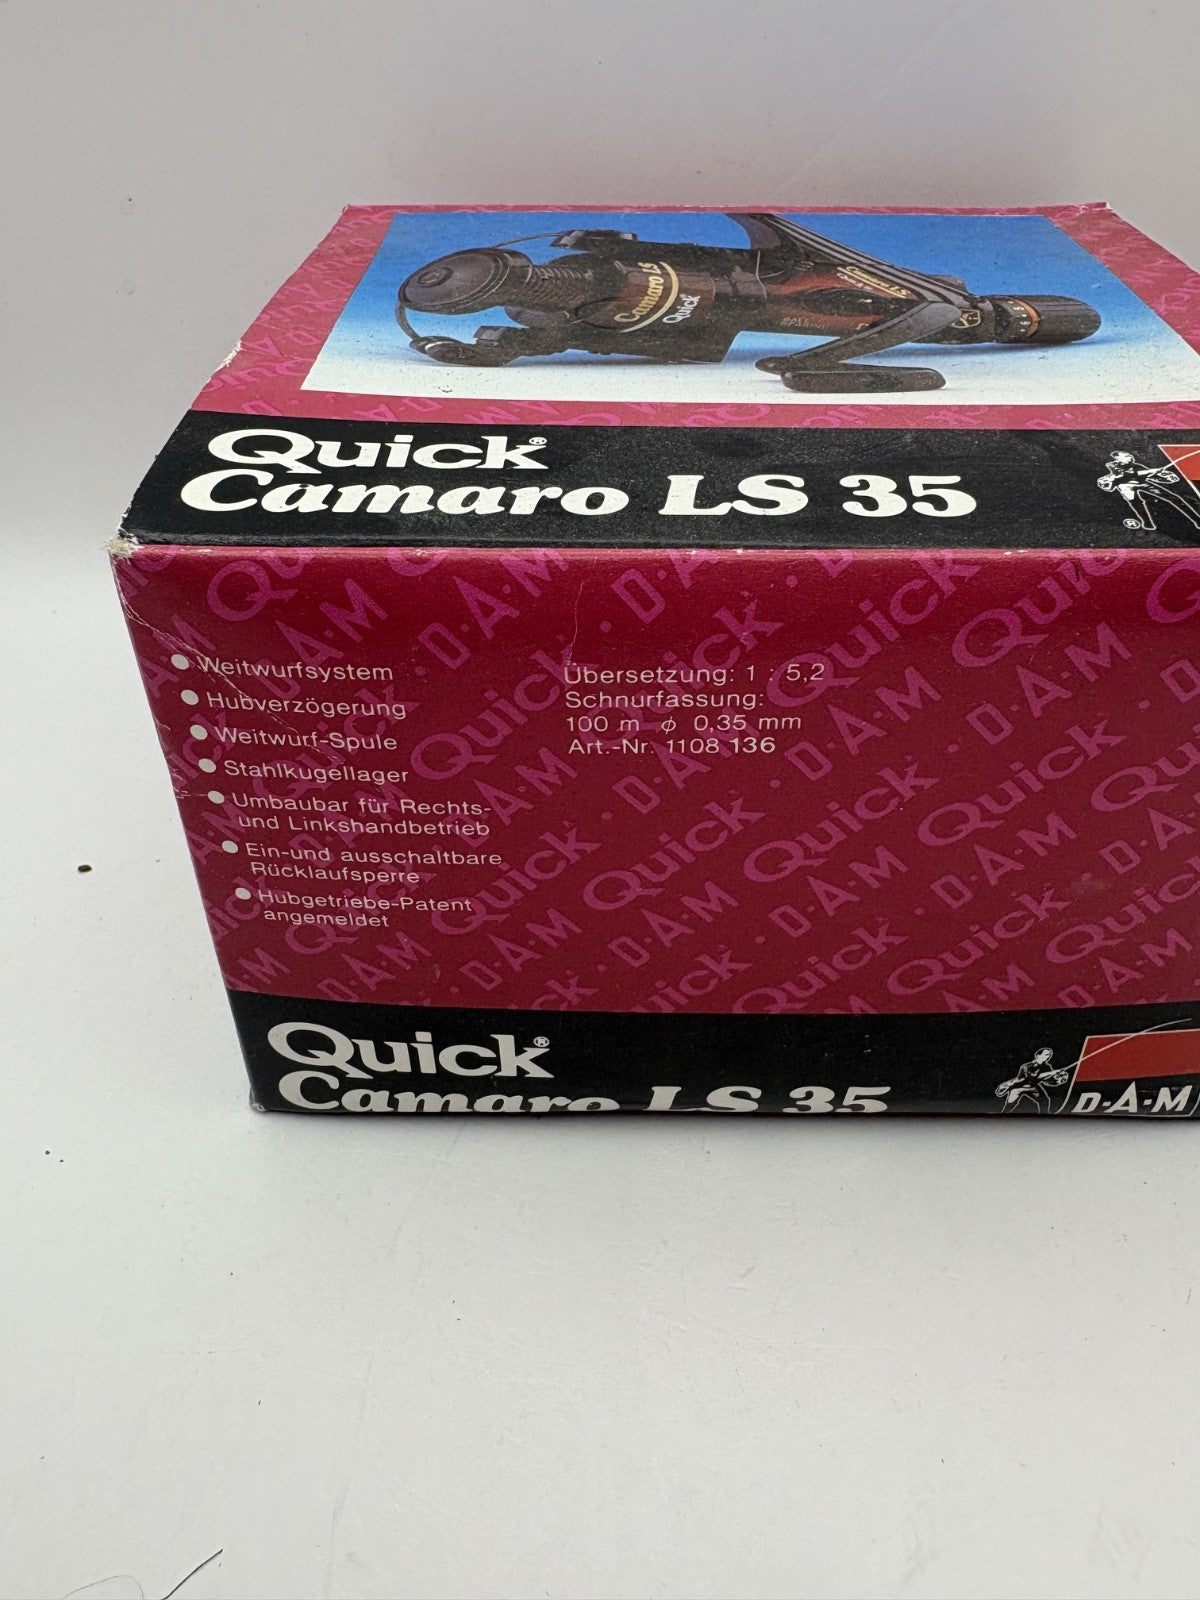 Camaro LS
Quick
Quick®
Camaro LS 35
®
Weitwurfsystem
Hubverzögerung
Weitwurf-Spule
Stahlkugellager
Umbaubar für Rechts-
und Linkshandbetrieb
Ein-und ausschaltbare
Rücklaufsperre
Hubgetriebe-Patent
angemeldet
Übersetzung: 1 : 5,2
Schnurfassung:
100 m ϕ 0,35 mm
Art.-Nr. 1108 136
Quick®
Camaro LS 35
D·A·M